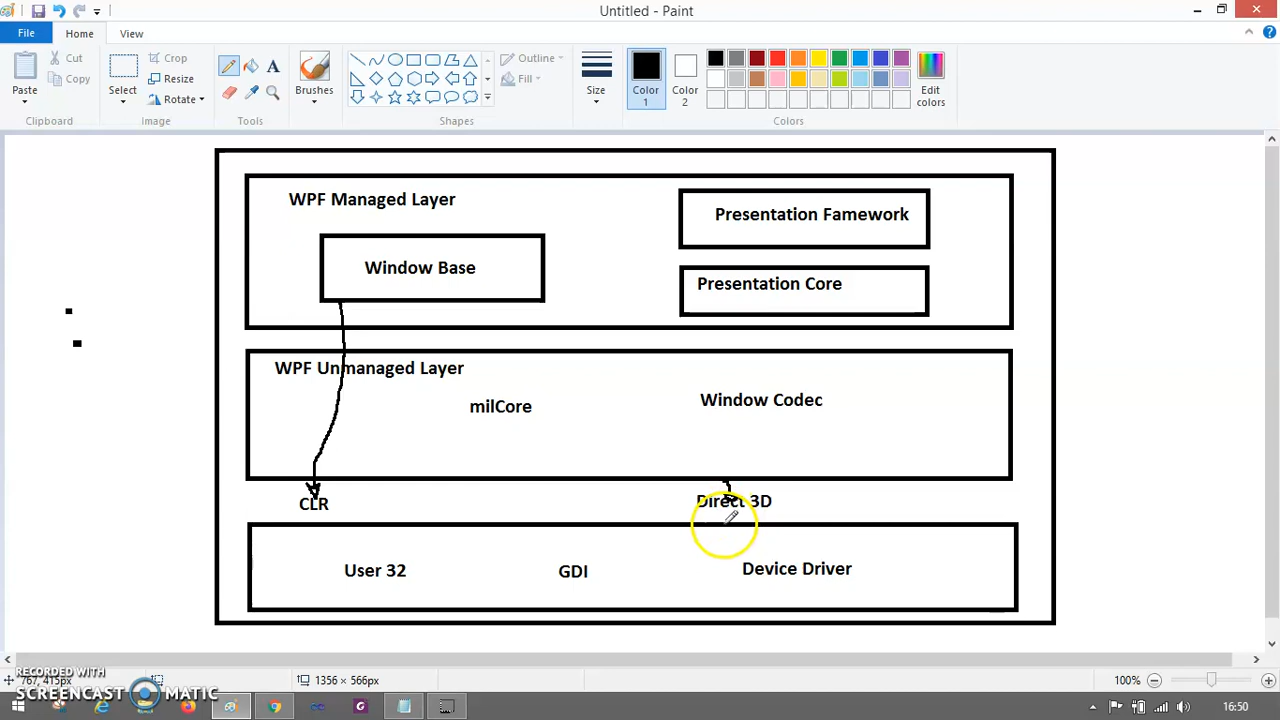 Untitled - Paint
File
Home
View
Paste
Cut
Copy
Clipboard
Select
Crop
Resize
Rotate
Image
A
Tools
Brushes
Outline
Fill
Shapes
Size
Color
1
Color
2
Edit
colors
Colors
WPF Managed Layer
Presentation Famework
Window Base
Presentation Core
WPF Unmanaged Layer
milCore
Window Codec
CLR
Direct 3D
User 32
GDI
Device Driver
RECORDED WITH
SCREENCAST MATIC
767, 415px
1356 × 566px
100%
16:50